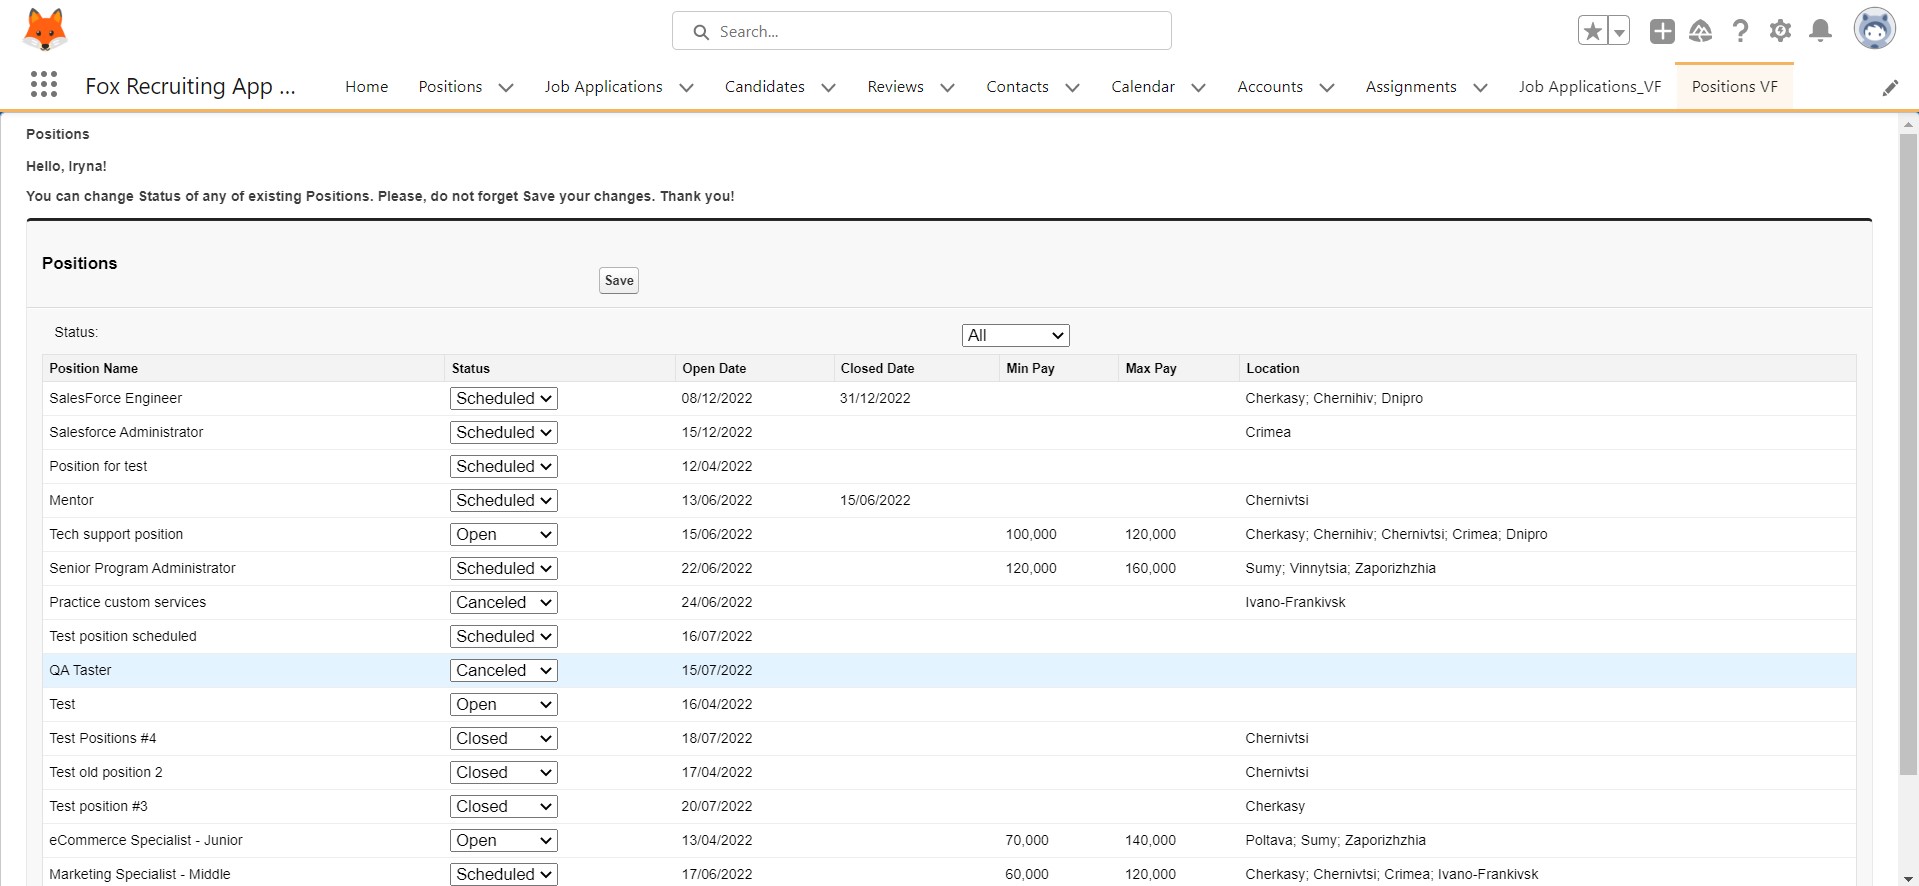 Search...
Fox Recruiting App ... Home Positions Job Applications Candidates Reviews Contacts Calendar Accounts Assignments Job Applications_VF Positions VF
Positions
Hello, Iryna!
You can change Status of any of existing Positions. Please, do not forget Save your changes. Thank you!
Positions
Save
Status: All
Position Name Status Open Date Closed Date Min Pay Max Pay Location
SalesForce Engineer Scheduled 08/12/2022 31/12/2022 Cherkasy; Chernihiv; Dnipro
Salesforce Administrator Scheduled 15/12/2022 Crimea
Position for test Scheduled 12/04/2022
Mentor Scheduled 13/06/2022 15/06/2022 Chernivtsi
Tech support position Open 15/06/2022 100,000 120,000 Cherkasy; Chernihiv; Chernivtsi; Crimea; Dnipro
Senior Program Administrator Scheduled 22/06/2022 120,000 160,000 Sumy; Vinnytsia; Zaporizhzhia
Practice custom services Canceled 24/06/2022 Ivano-Frankivsk
Test position scheduled Scheduled 16/07/2022
QA Taster Canceled 15/07/2022
Test Open 16/04/2022
Test Positions #4 Closed 18/07/2022 Chernivtsi
Test old position 2 Closed 17/04/2022 Chernivtsi
Test position #3 Closed 20/07/2022 Cherkasy
eCommerce Specialist - Junior Open 13/04/2022 70,000 140,000 Poltava; Sumy; Zaporizhzhia
Marketing Specialist - Middle Scheduled 17/06/2022 60,000 120,000 Cherkasy; Chernivtsi; Crimea; Ivano-Frankivsk